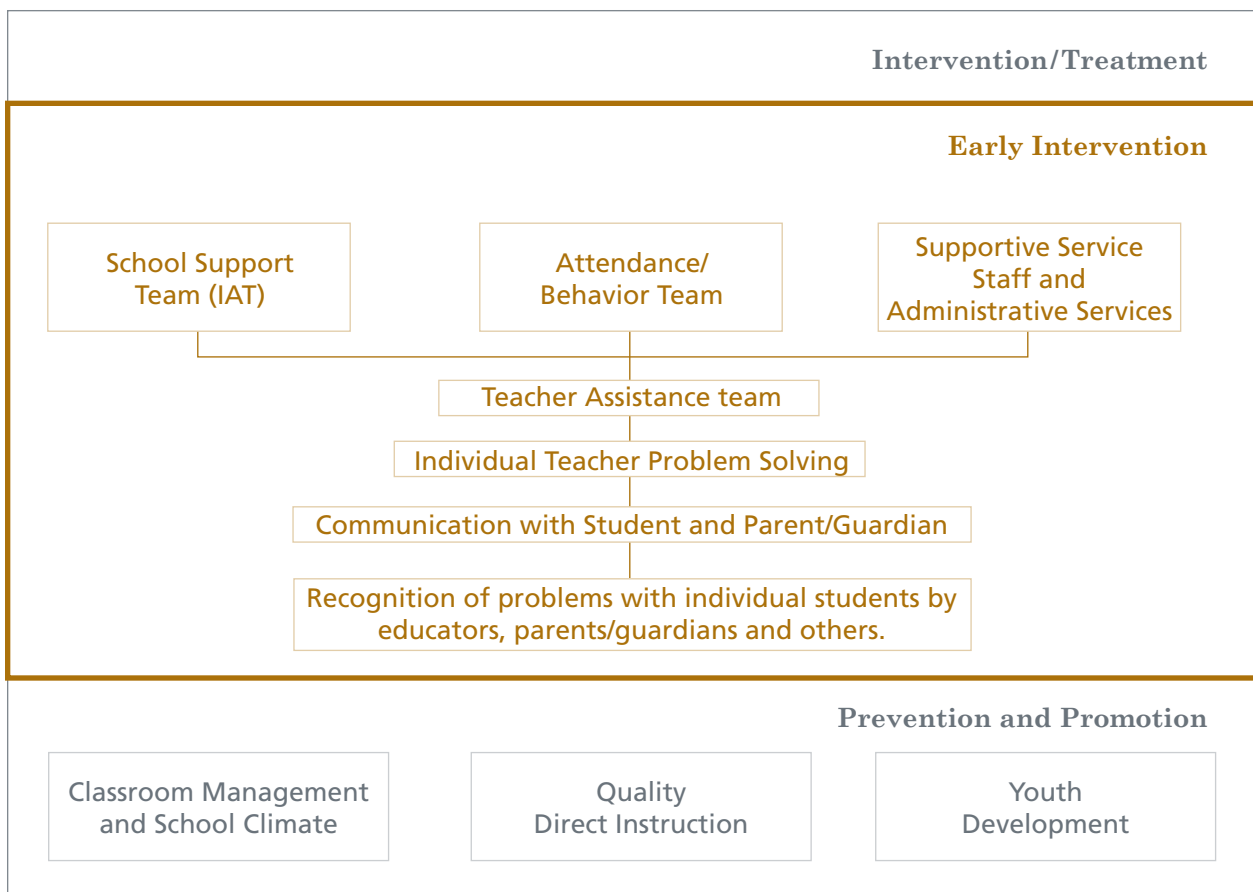 Intervention/Treatment
Early Intervention
School Support
Team (IAT)
Attendance/
Behavior Team
Supportive Service
Staff and
Administrative Services
Teacher Assistance team
Individual Teacher Problem Solving
Communication with Student and Parent/Guardian
Recognition of problems with individual students by
educators, parents/guardians and others.
Prevention and Promotion
Classroom Management
and School Climate
Quality
Direct Instruction
Youth
Development